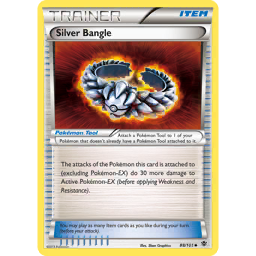 TRAINER
ITEM
Silver Bangle
Pokémon Tool
Attach a Pokémon Tool to 1 of your
Pokémon that doesn't already have a Pokémon Tool attached to it.
The attacks of the Pokémon this card is attached to
(excluding Pokémon-EX) do 30 more damage to
Active Pokémon-EX (before applying Weakness and
Resistance).
You may play as many Item cards as you like during your turn
(before your attack).
88/101